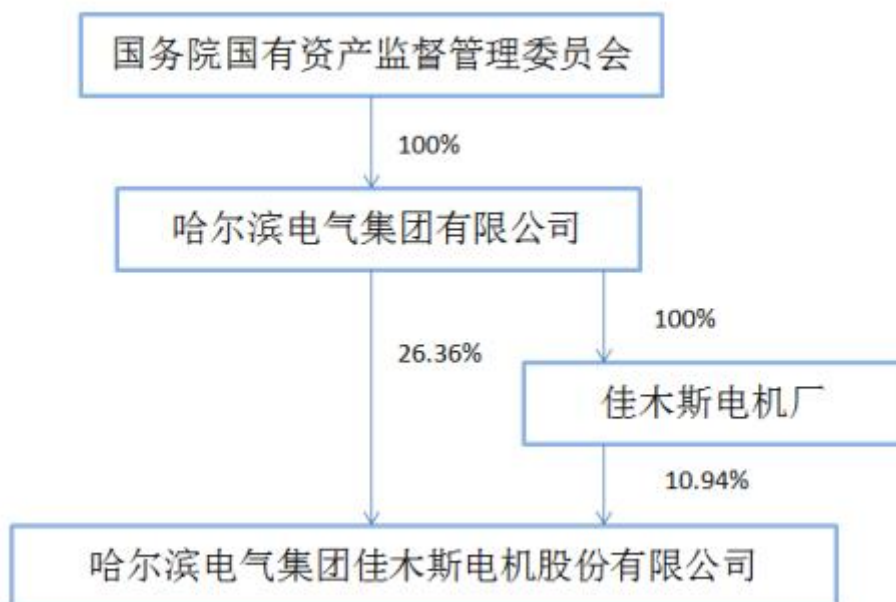 国务院国有资产监督管理委员会
100%
哈尔滨电气集团有限公司
26.36%
100%
佳木斯电机厂
10.94%
哈尔滨电气集团佳木斯电机股份有限公司